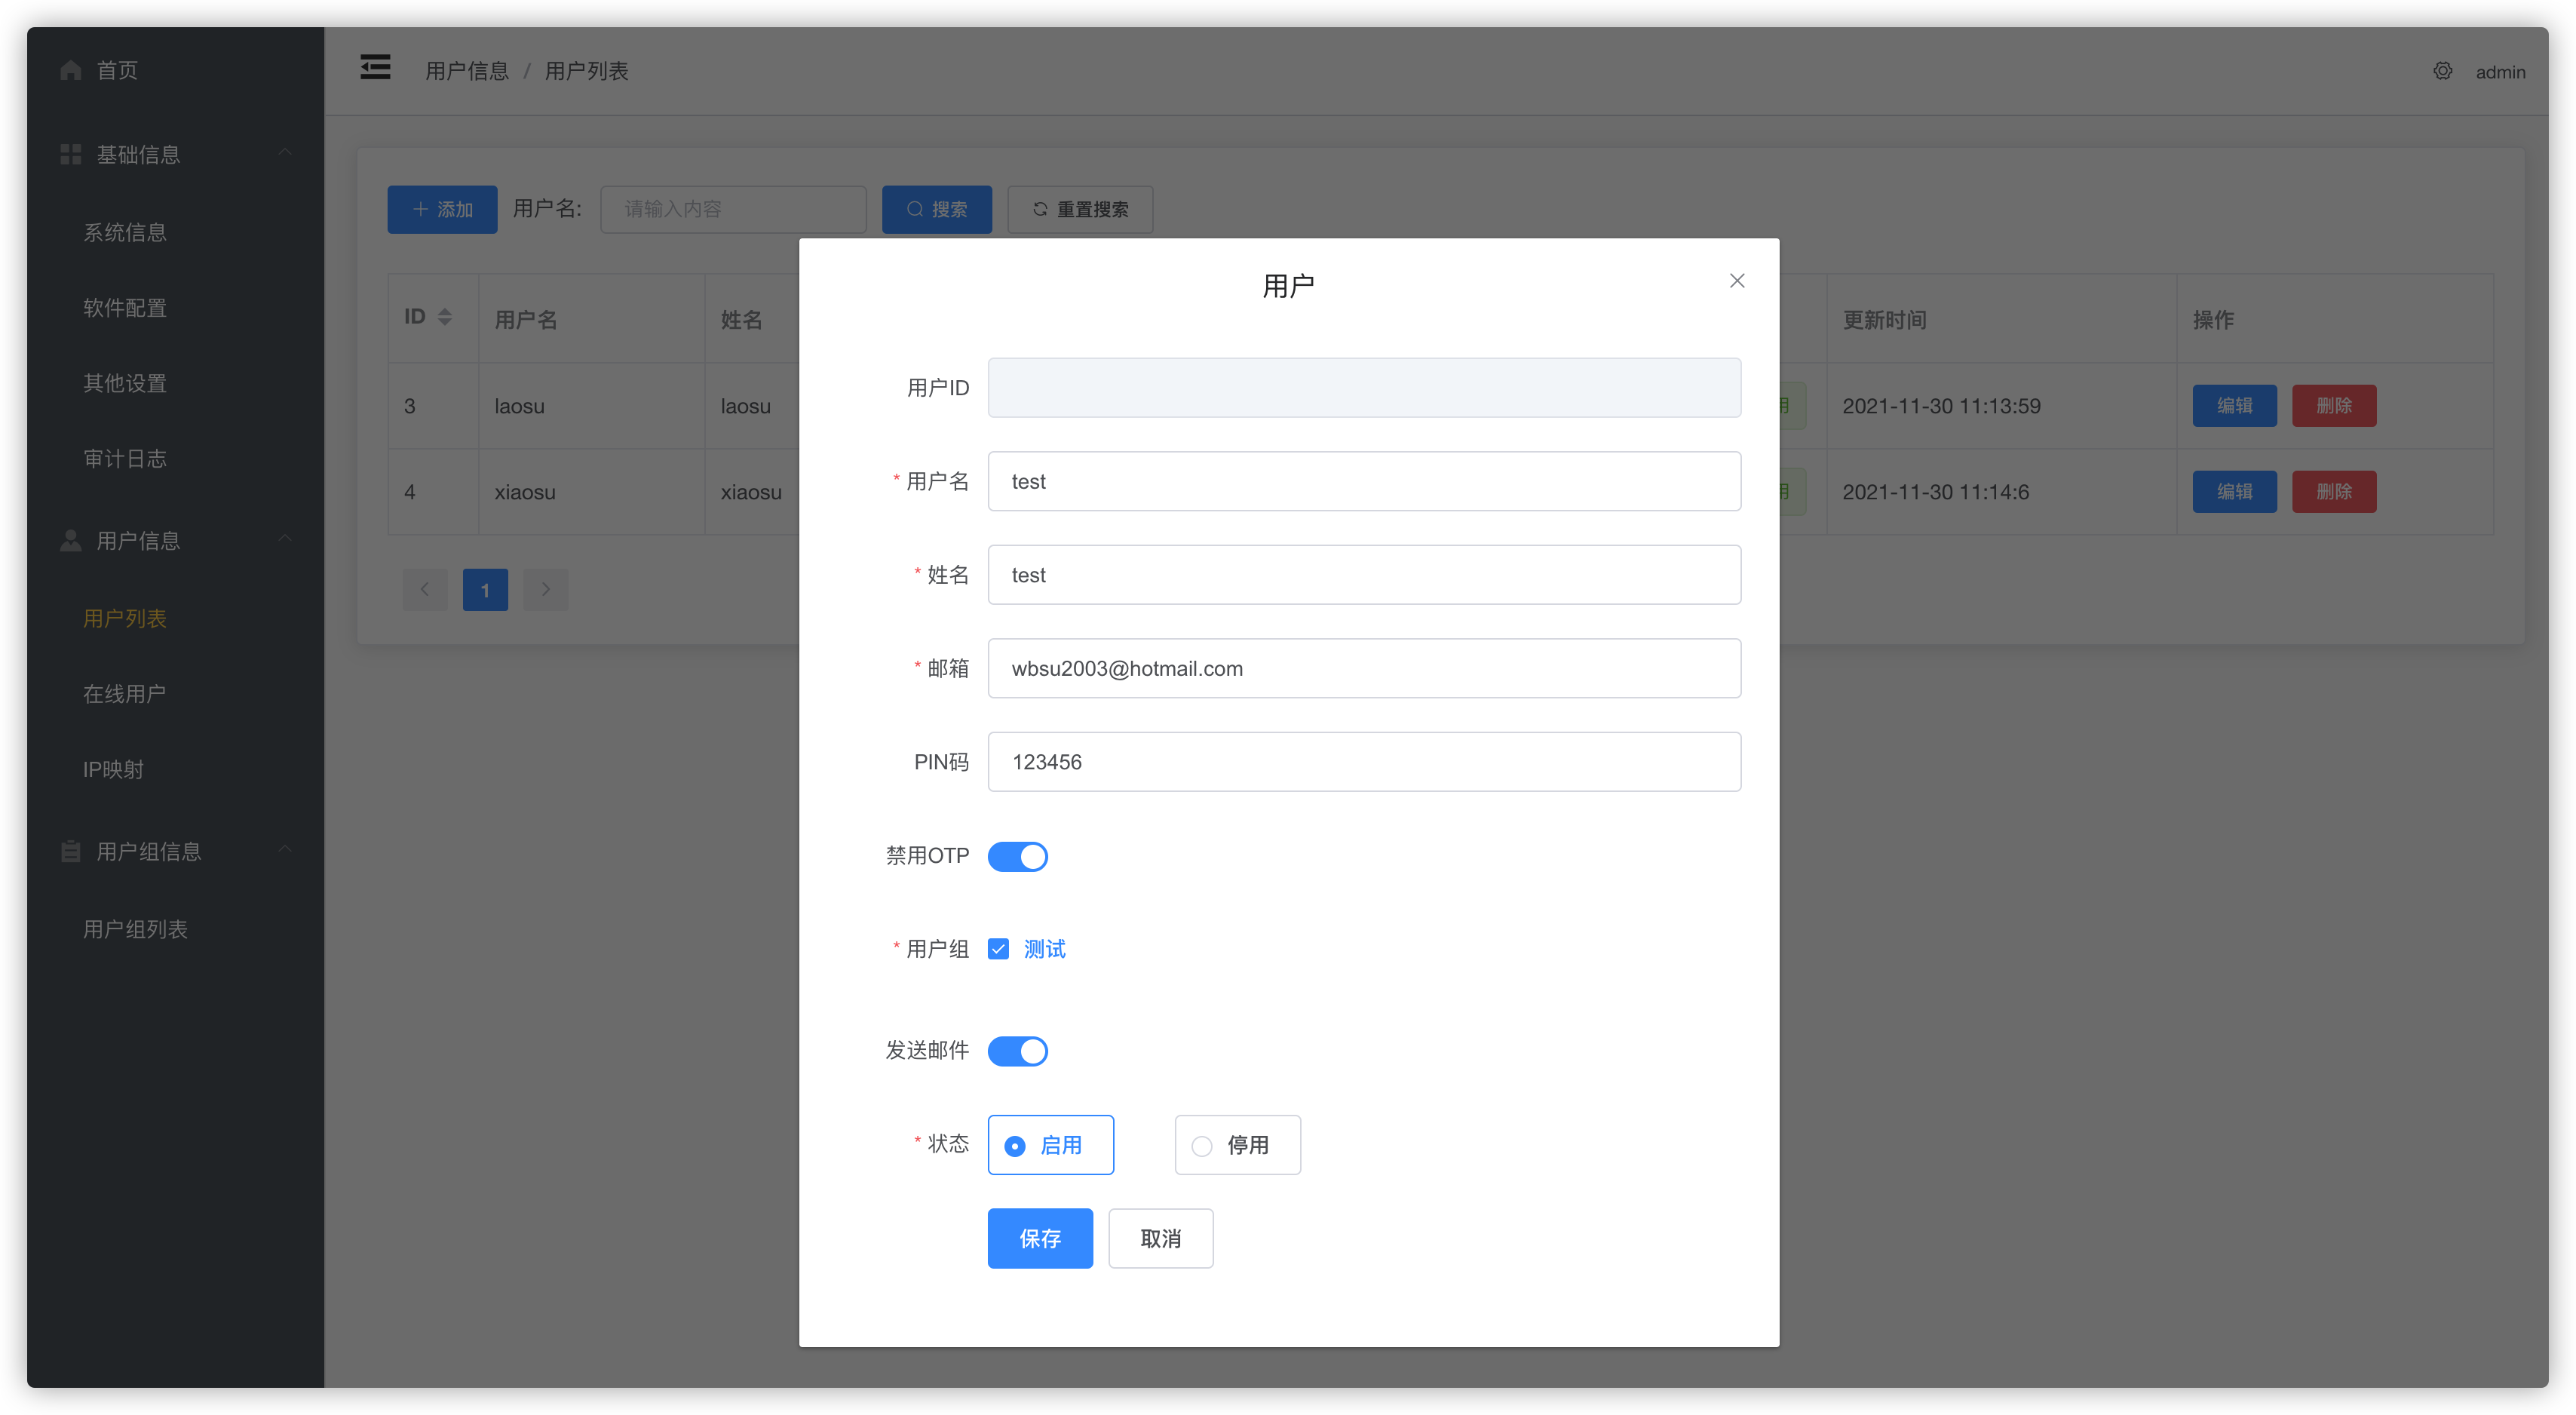 首页
基础信息
系统信息
软件配置
其他设置
审计日志
用户信息
用户列表
在线用户
IP映射
用户组信息
用户组列表
用户信息 / 用户列表
admin
添加 用户名: 请输入内容 搜索 重置搜索
ID 用户名 姓名 更新时间 操作
3 laosu laosu 2021-11-30 11:13:59 编辑 删除
4 xiaosu xiaosu 2021-11-30 11:14:6 编辑 删除
1
用户
用户ID
* 用户名 test
* 姓名 test
* 邮箱 wbsu2003@hotmail.com
PIN码 123456
禁用OTP
* 用户组 测试
发送邮件
* 状态 启用 停用
保存 取消